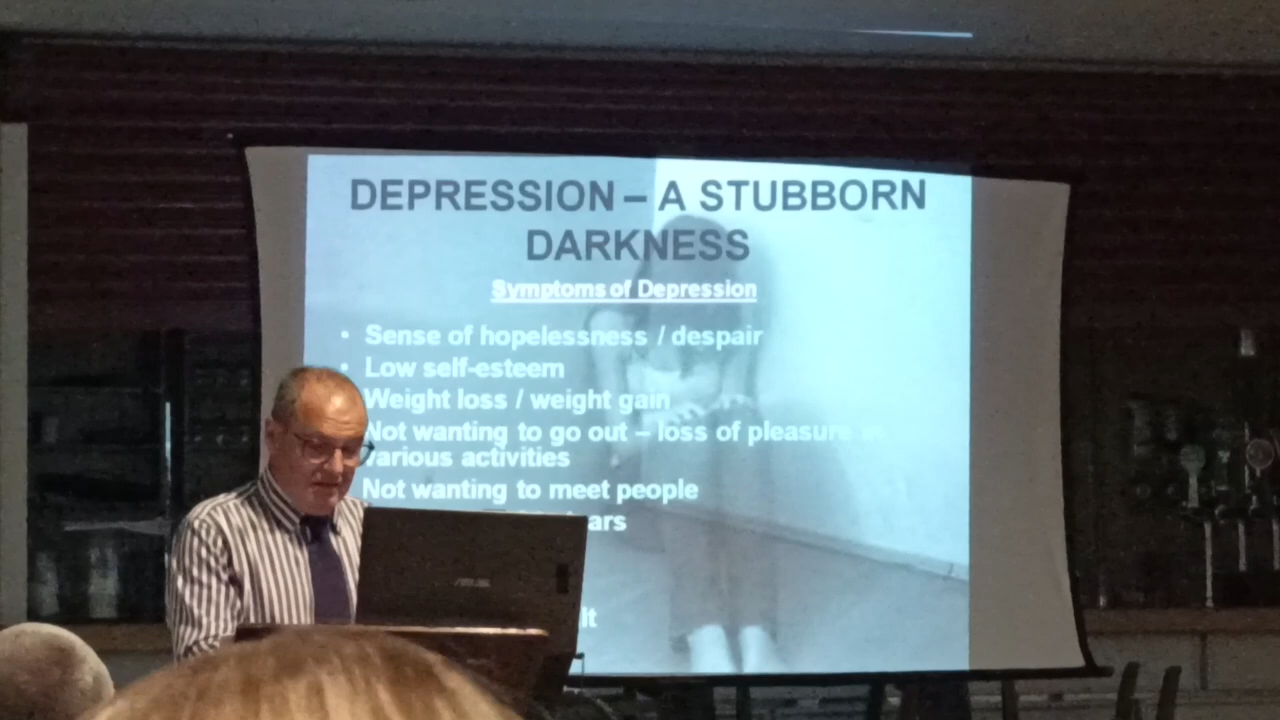 DEPRESSION – A STUBBORN
DARKNESS
Symptoms of Depression
• Sense of hopelessness / despair
• Low self-esteem
Weight loss / weight gain
Not wanting to go out – loss of pleasure in
various activities
Not wanting to meet people